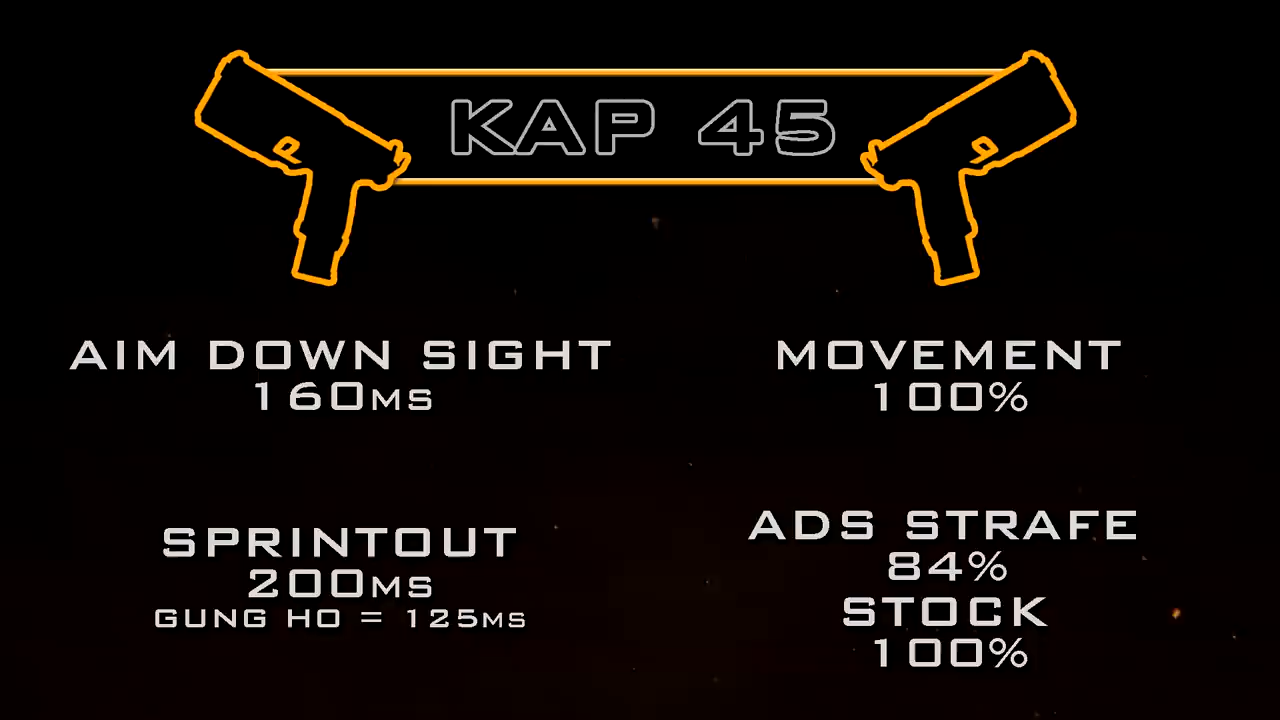 KAP 45
AIM DOWN SIGHT
160MS
MOVEMENT
100%
SPRINTOUT
200MS
GUNG HO = 125MS
ADS STRAFE
84%
STOCK
100%